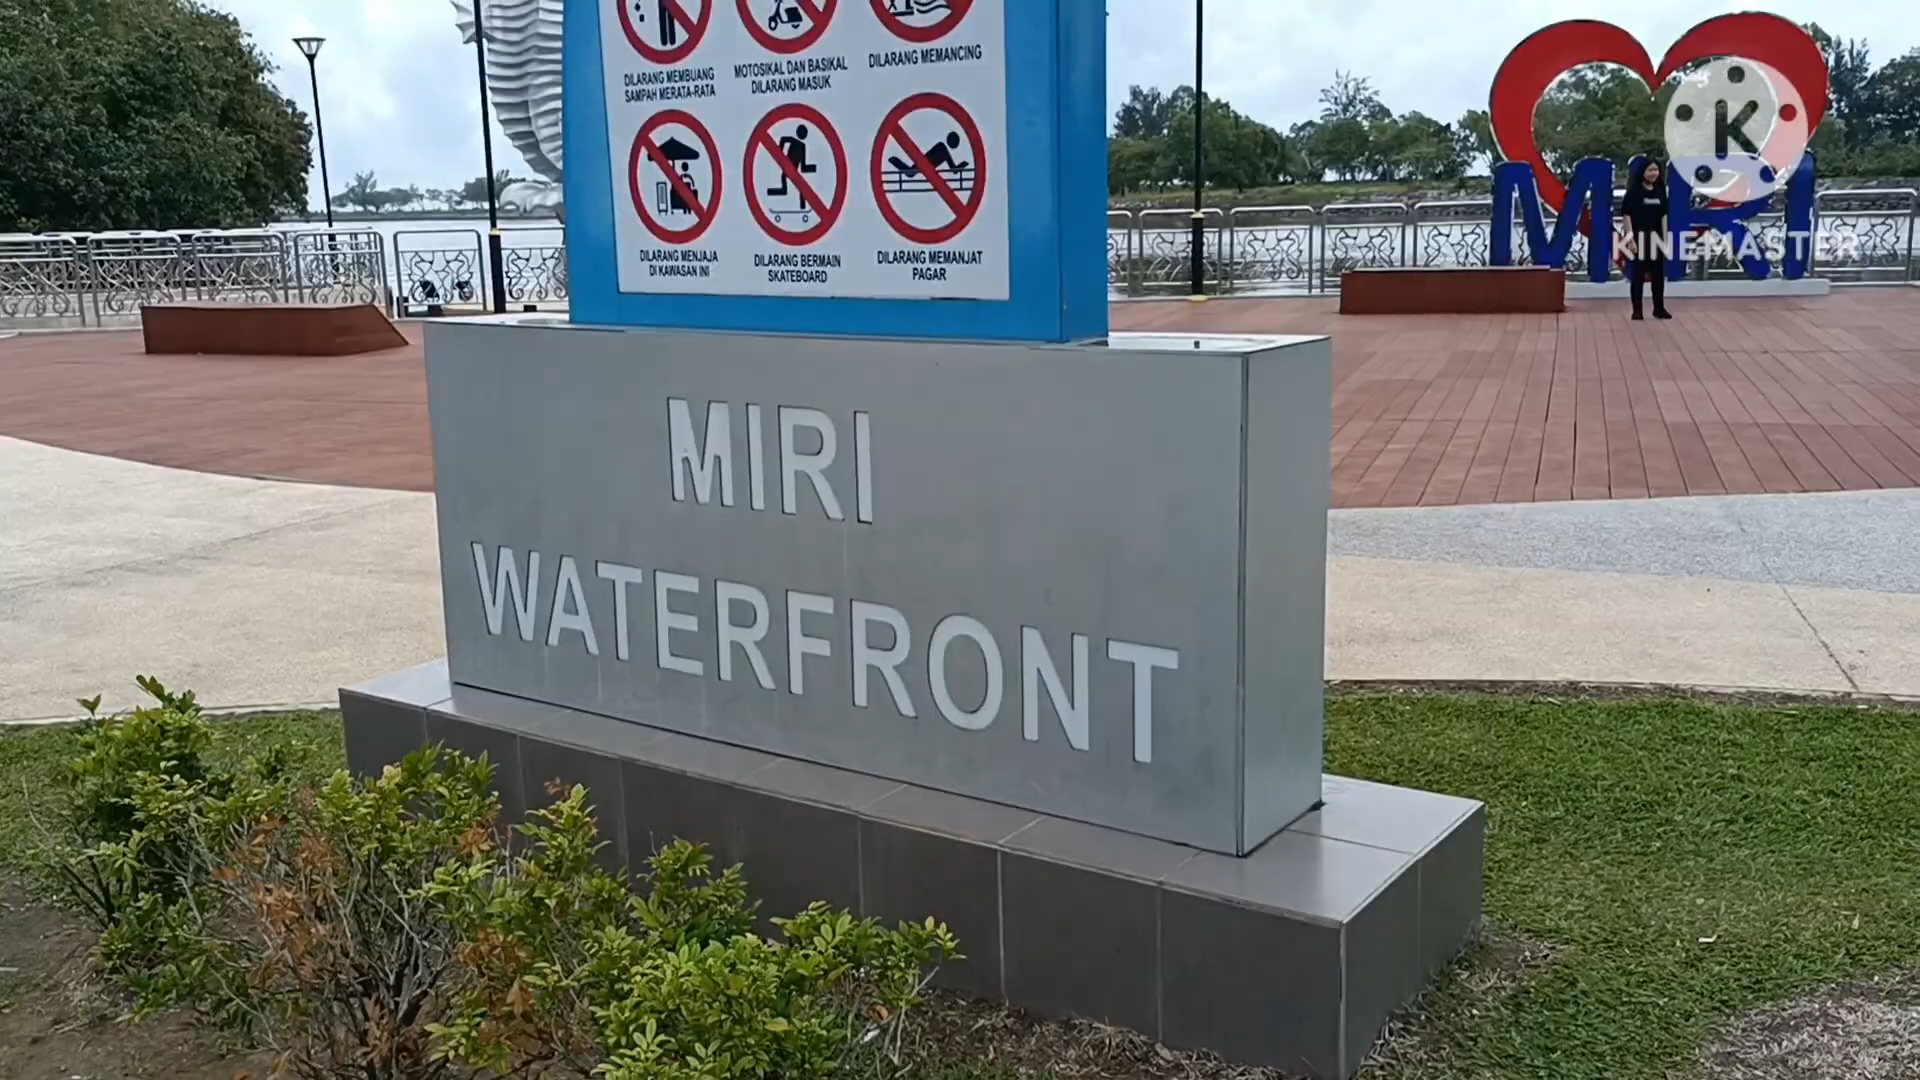 DILARANG MEMBUANG
SAMPAH MERATA-RATA
MOTOSIKAL DAN BASIKAL
DILARANG MASUK
DILARANG MEMANCING
DILARANG MENJAJA
DI KAWASAN INI
DILARANG BERMAIN
SKATEBOARD
DILARANG MEMANJAT
PAGAR
K
MIRI
KINEMASTER
MIRI
WATERFRONT